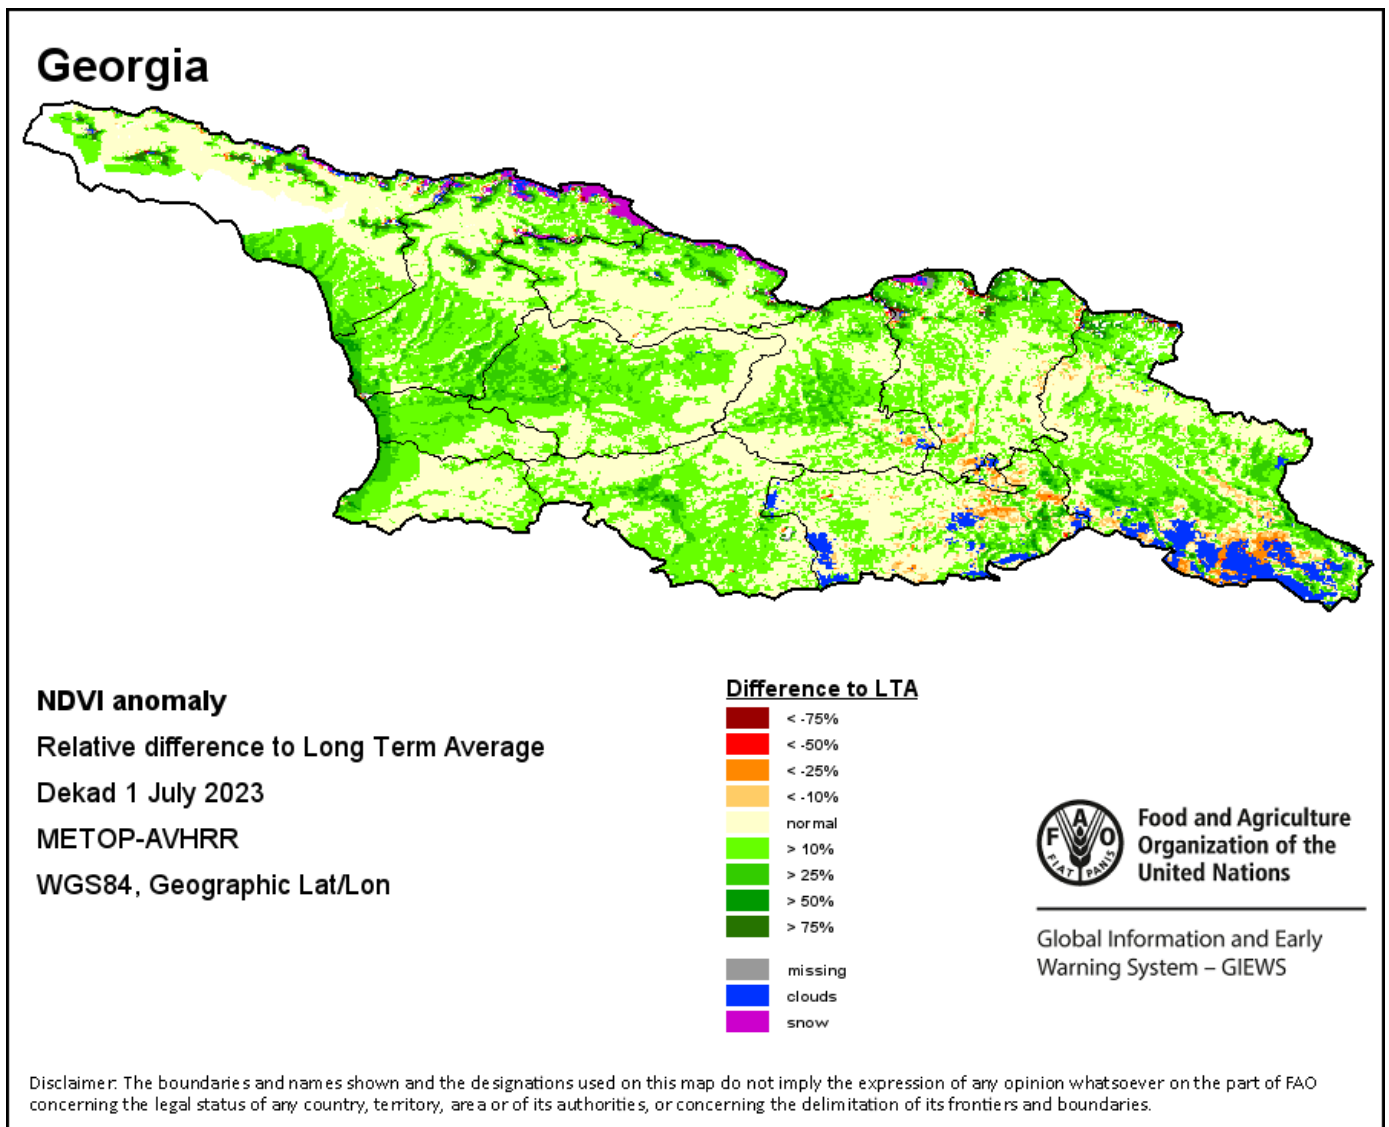 Georgia
NDVI anomaly
Relative difference to Long Term Average
Dekad 1 July 2023
METOP-AVHRR
WGS84, Geographic Lat/Lon
Difference to LTA
< -75%
< -50%
< -25%
< -10%
normal
> 10%
> 25%
> 50%
> 75%
missing
clouds
snow
F A O
FIAT PANIS
Food and Agriculture
Organization of the
United Nations
Global Information and Early
Warning System – GIEWS
Disclaimer: The boundaries and names shown and the designations used on this map do not imply the expression of any opinion whatsoever on the part of FAO
concerning the legal status of any country, territory, area or of its authorities, or concerning the delimitation of its frontiers and boundaries.